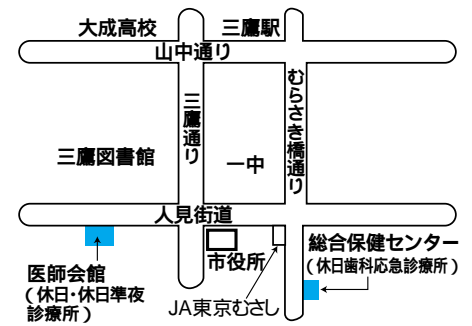 大成高校
三鷹駅
山中通り
三鷹通り
むらさき橋通り
三鷹図書館
一中
人見街道
医師会館
(休日・休日準夜
診療所)
市役所
JA東京むさし
総合保健センター
(休日歯科応急診療所)